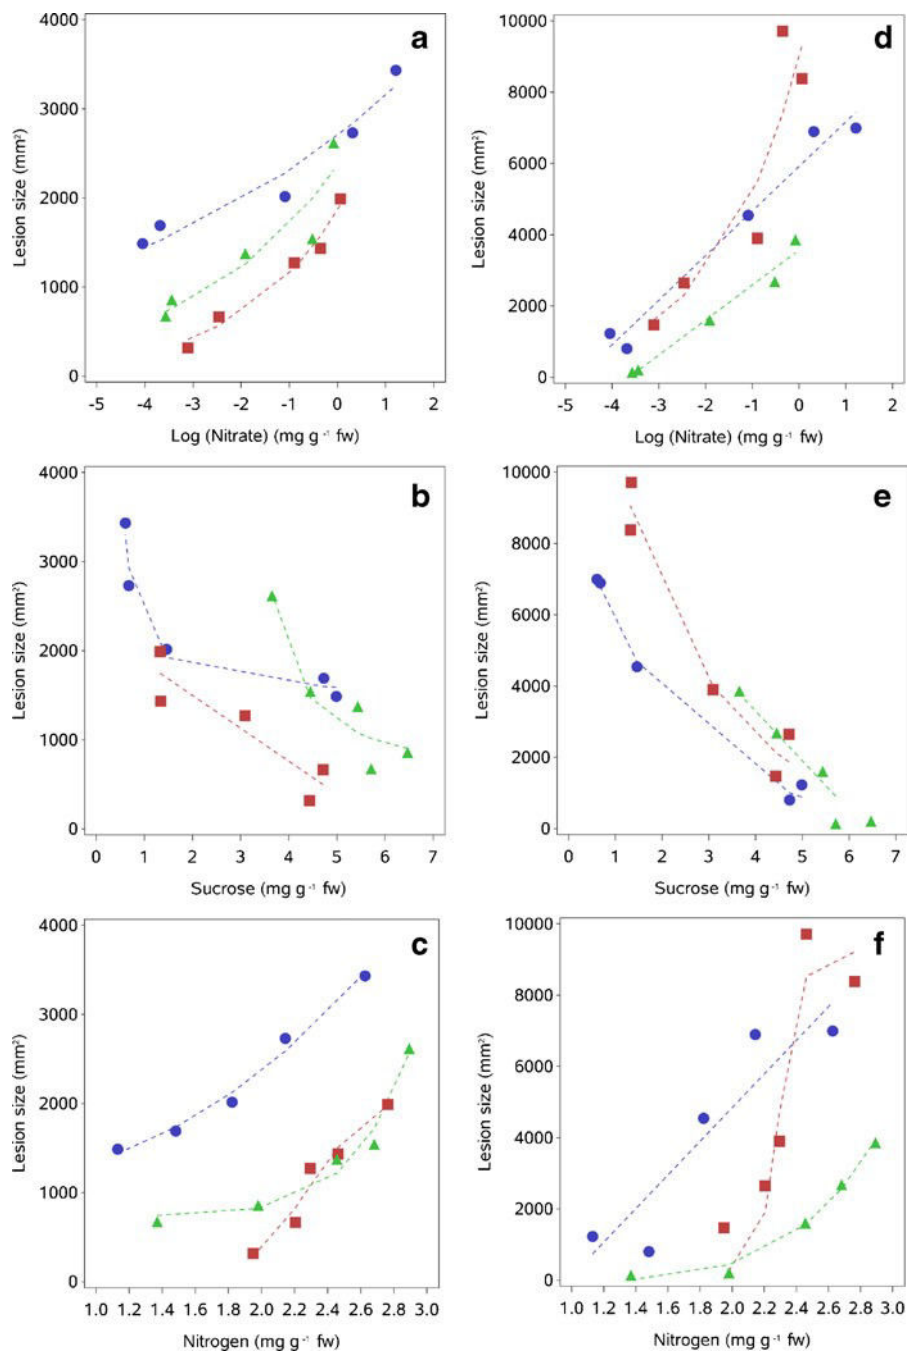 a
4000
3000
2000
1000
0
Lesion size (mm²)
-5 -4 -3 -2 -1 0 1 2
Log (Nitrate) (mg g⁻¹ fw)
d
10000
8000
6000
4000
2000
0
Lesion size (mm²)
-5 -4 -3 -2 -1 0 1 2
Log (Nitrate) (mg g⁻¹ fw)
b
4000
3000
2000
1000
0
Lesion size (mm²)
0 1 2 3 4 5 6 7
Sucrose (mg g⁻¹ fw)
e
10000
8000
6000
4000
2000
0
Lesion size (mm²)
0 1 2 3 4 5 6 7
Sucrose (mg g⁻¹ fw)
c
4000
3000
2000
1000
0
Lesion size (mm²)
1.0 1.2 1.4 1.6 1.8 2.0 2.2 2.4 2.6 2.8 3.0
Nitrogen (mg g⁻¹ fw)
f
10000
8000
6000
4000
2000
0
Lesion size (mm²)
1.0 1.2 1.4 1.6 1.8 2.0 2.2 2.4 2.6 2.8 3.0
Nitrogen (mg g⁻¹ fw)